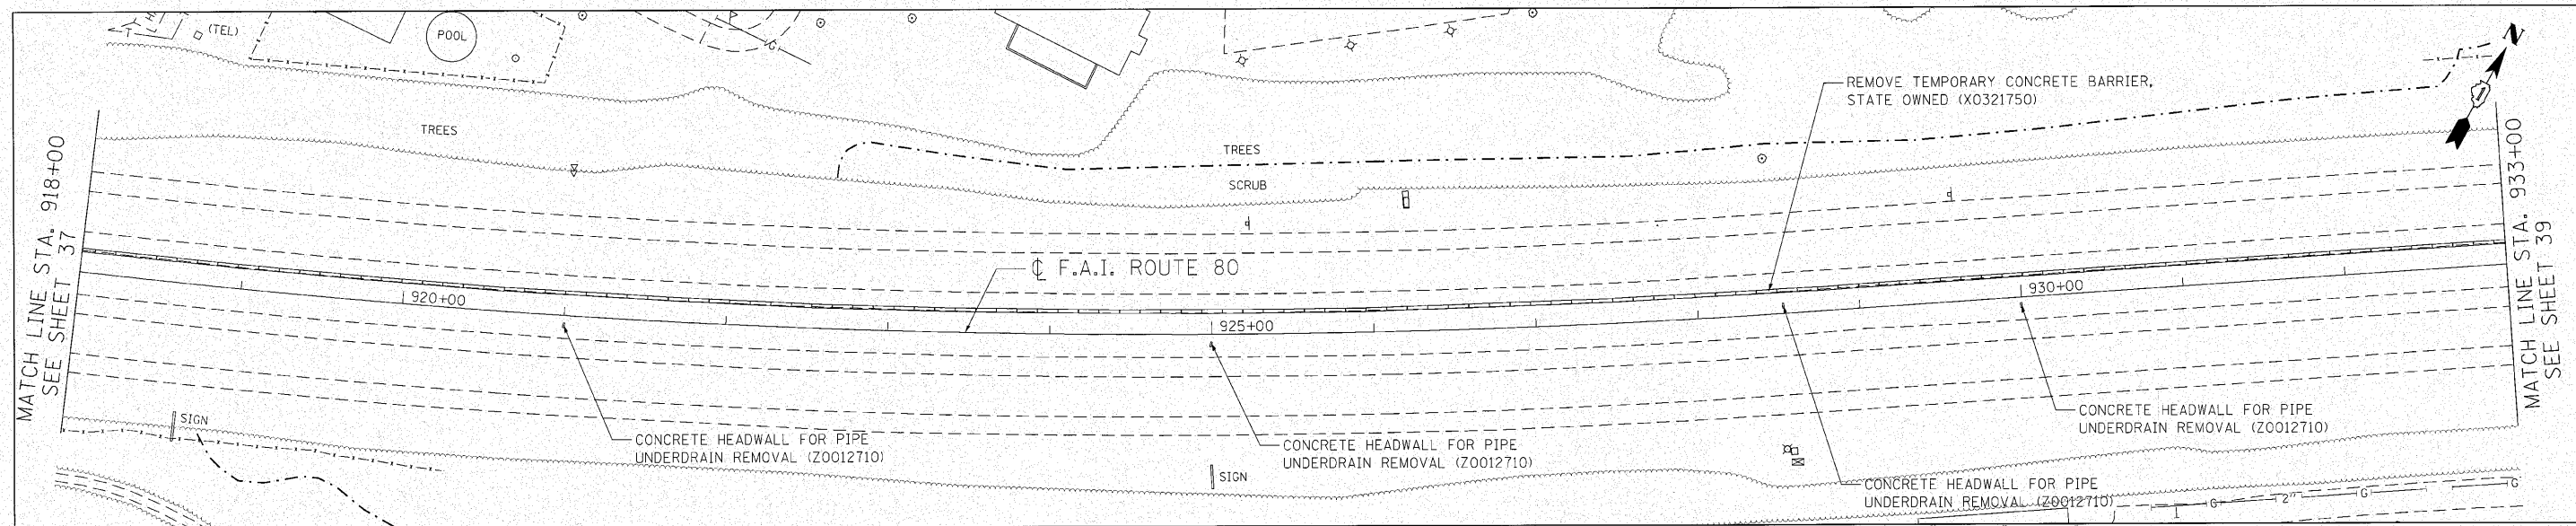 (TEL)
POOL
P
G
N
REMOVE TEMPORARY CONCRETE BARRIER,
STATE OWNED (X0321750)
TREES
TREES
SCRUB
MATCH LINE STA. 918+00
SEE SHEET 37
MATCH LINE STA. 933+00
SEE SHEET 39
℄ F.A.I. ROUTE 80
920+00
925+00
930+00
SIGN
CONCRETE HEADWALL FOR PIPE
UNDERDRAIN REMOVAL (Z0012710)
CONCRETE HEADWALL FOR PIPE
UNDERDRAIN REMOVAL (Z0012710)
CONCRETE HEADWALL FOR PIPE
UNDERDRAIN REMOVAL (Z0012710)
SIGN
CONCRETE HEADWALL FOR PIPE
UNDERDRAIN REMOVAL (Z0012710)
G 2" G G